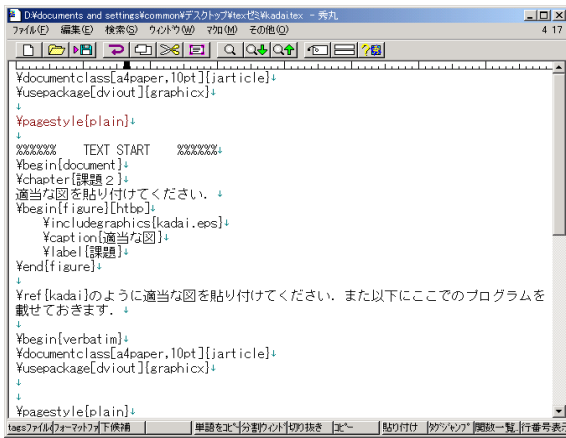 D:¥documents and settings¥common¥デスクトップ¥texゼミ¥kadai.tex - 秀丸
ファイル(F) 編集(E) 検索(S) ウィンドウ(W) マクロ(M) その他(O) 4 17
¥documentclass[a4paper,10pt]{jarticle}↓
¥usepackage[dviout]{graphicx}↓
↓
¥pagestyle{plain}↓
↓
%%%%%% TEXT START %%%%%%↓
¥begin{document}↓
¥chapter{課題2}↓
適当な図を貼り付けてください．↓
¥begin{figure}[htbp]↓
¥includegraphics{kadai.eps}↓
¥caption{適当な図}↓
¥label{課題}↓
¥end{figure}↓
↓
¥ref{kadai}のように適当な図を貼り付けてください．また以下にここでのプログラムを
載せておきます．↓
↓
¥begin{verbatim}↓
¥documentclass[a4paper,10pt]{jarticle}↓
¥usepackage[dviout]{graphicx}↓
↓
↓
¥pagestyle{plain}↓
tagsファイル フォーマットファ 下候補 単語をコピー 分割ウィンド 切り抜き コピー 貼り付け タグジャンプ 関数一覧 行番号表示